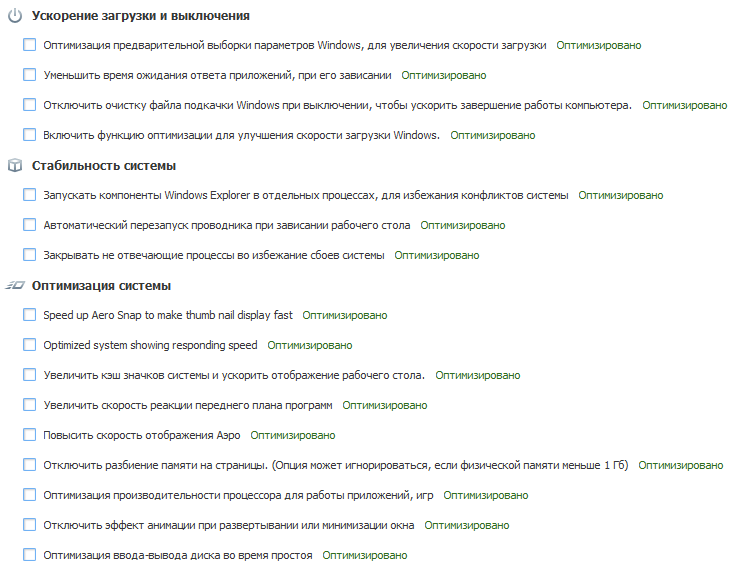 Ускорение загрузки и выключения
Оптимизация предварительной выборки параметров Windows, для увеличения скорости загрузки Оптимизировано
Уменьшить время ожидания ответа приложений, при его зависании Оптимизировано
Отключить очистку файла подкачки Windows при выключении, чтобы ускорить завершение работы компьютера. Оптимизировано
Включить функцию оптимизации для улучшения скорости загрузки Windows. Оптимизировано
Стабильность системы
Запускать компоненты Windows Explorer в отдельных процессах, для избежания конфликтов системы Оптимизировано
Автоматический перезапуск проводника при зависании рабочего стола Оптимизировано
Закрывать не отвечающие процессы во избежание сбоев системы Оптимизировано
Оптимизация системы
Speed up Aero Snap to make thumb nail display fast Оптимизировано
Optimized system showing responding speed Оптимизировано
Увеличить кэш значков системы и ускорить отображение рабочего стола. Оптимизировано
Увеличить скорость реакции переднего плана программ Оптимизировано
Повысить скорость отображения Аэро Оптимизировано
Отключить разбиение памяти на страницы. (Опция может игнорироваться, если физической памяти меньше 1 Гб) Оптимизировано
Оптимизация производительности процессора для работы приложений, игр Оптимизировано
Отключить эффект анимации при развертывании или минимизации окна Оптимизировано
Оптимизация ввода-вывода диска во время простоя Оптимизировано